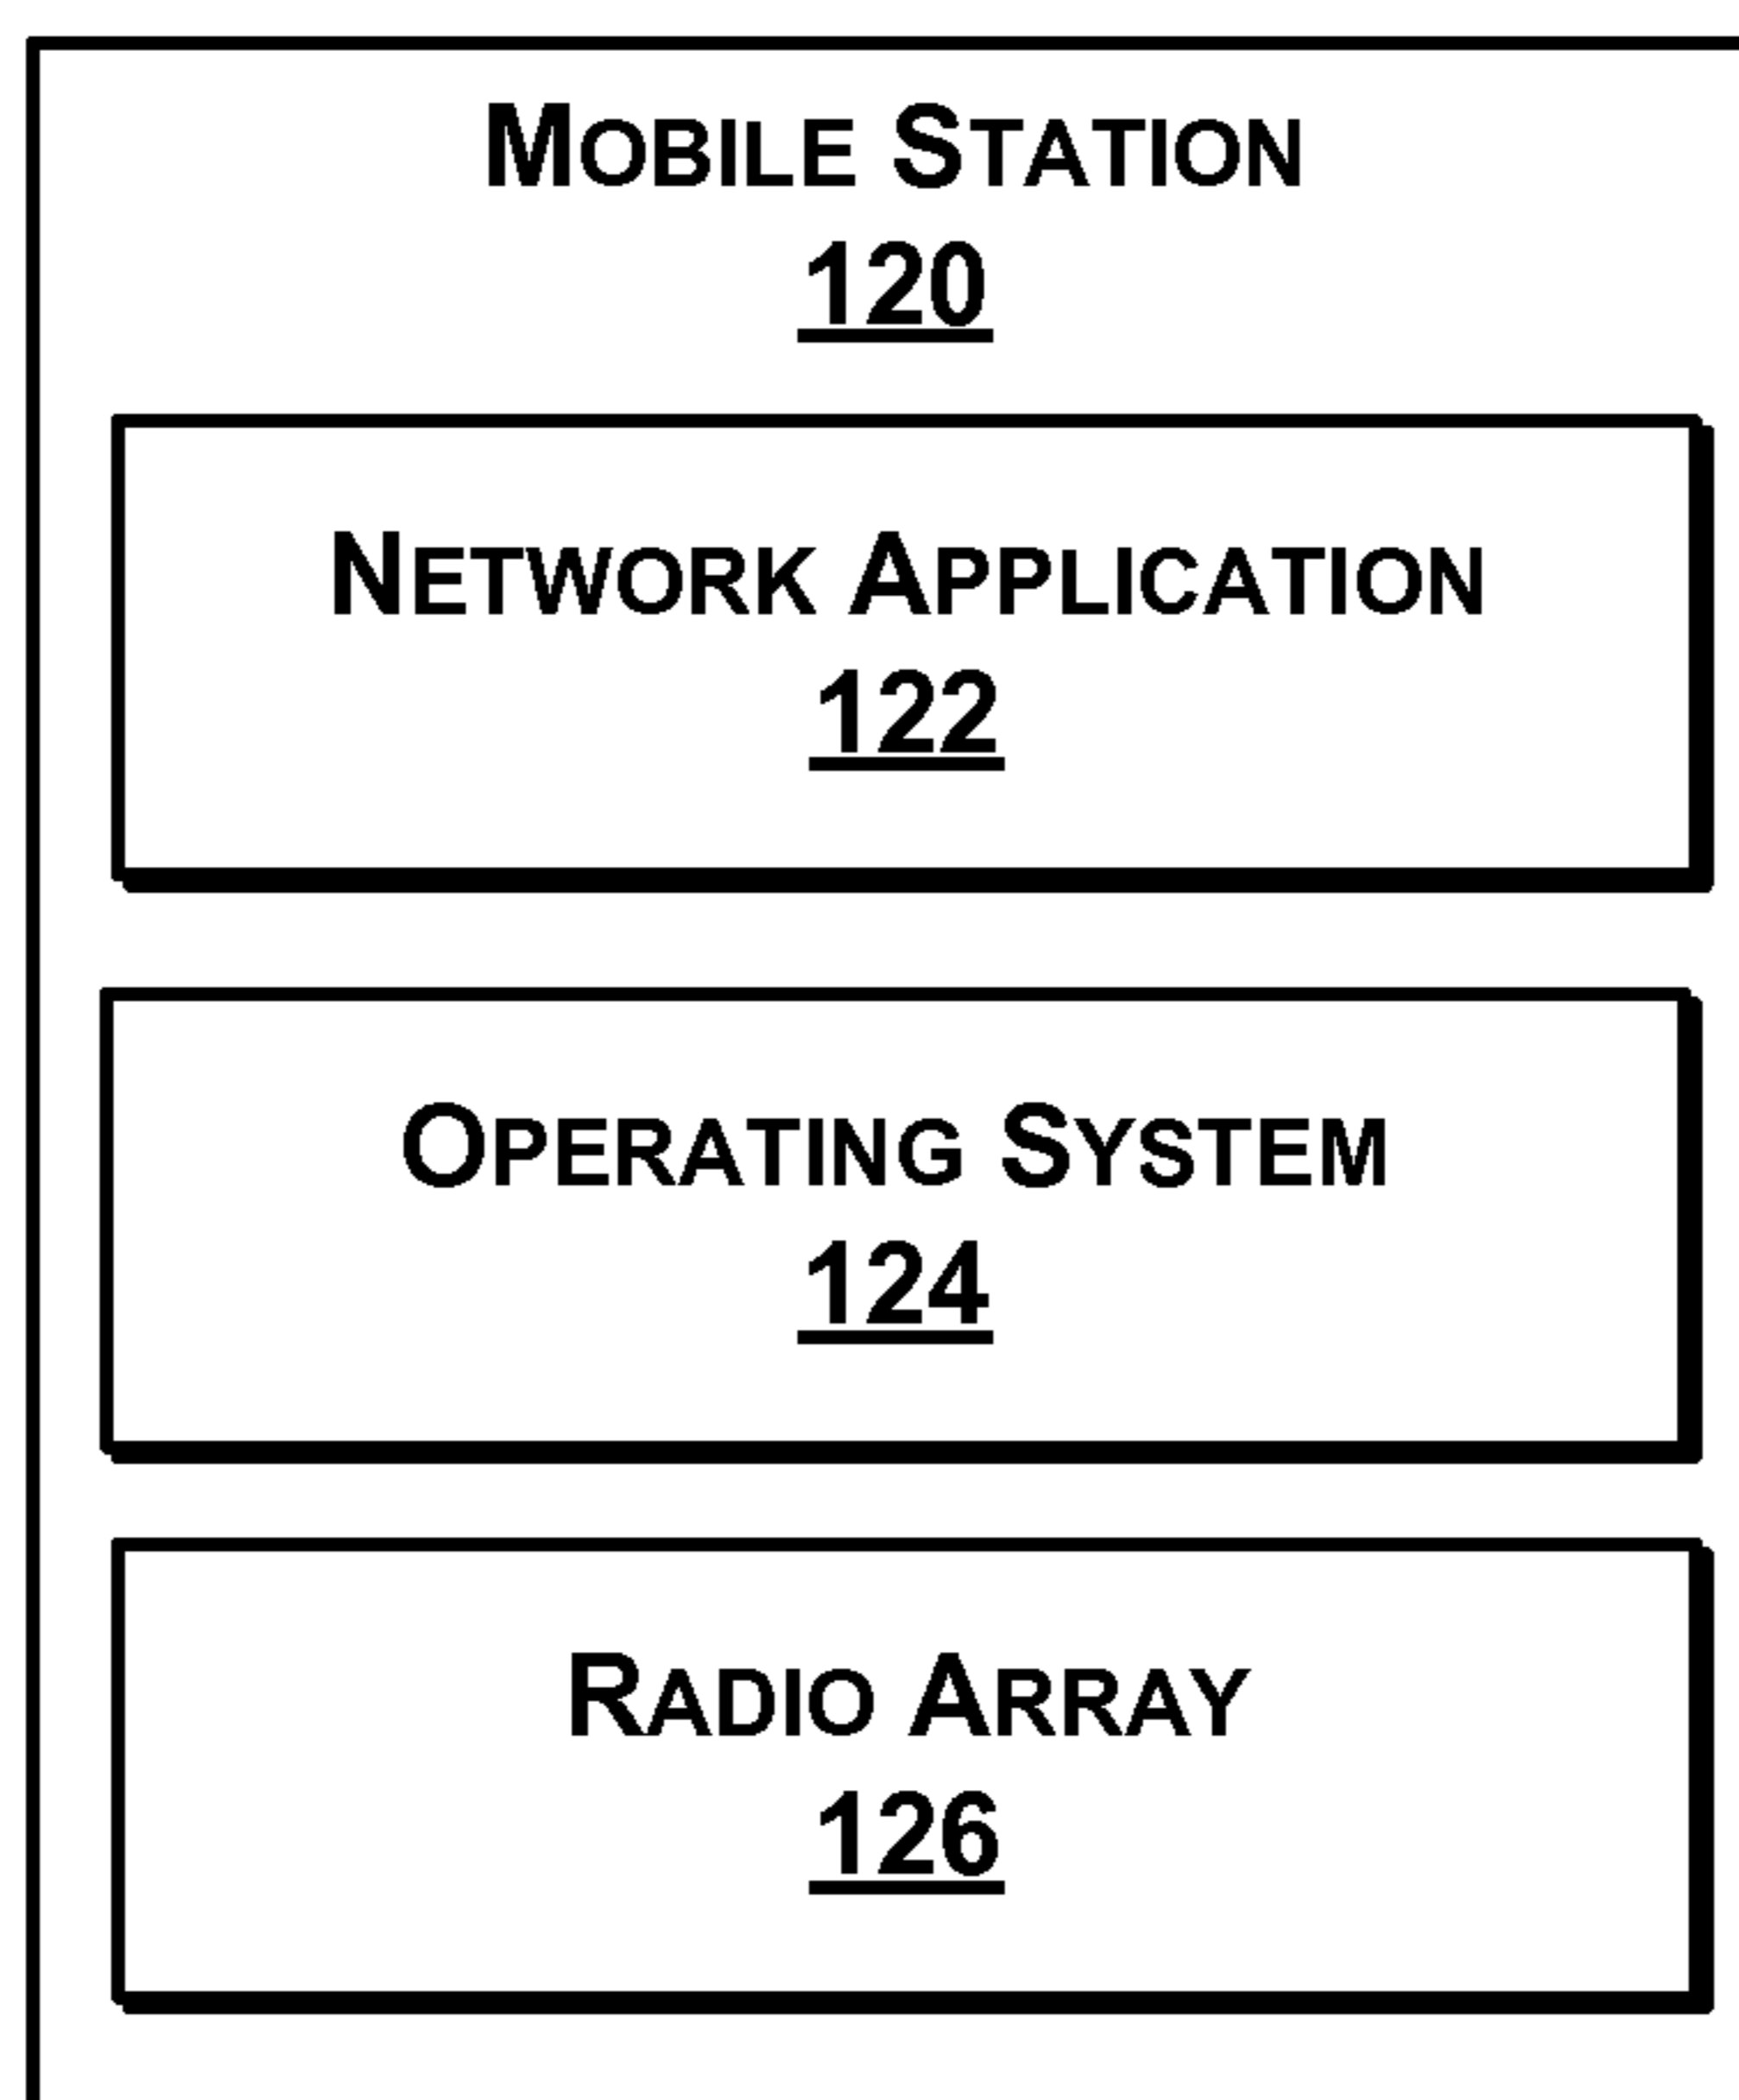 MOBILE STATION
120
NETWORK APPLICATION
122
OPERATING SYSTEM
124
RADIO ARRAY
126